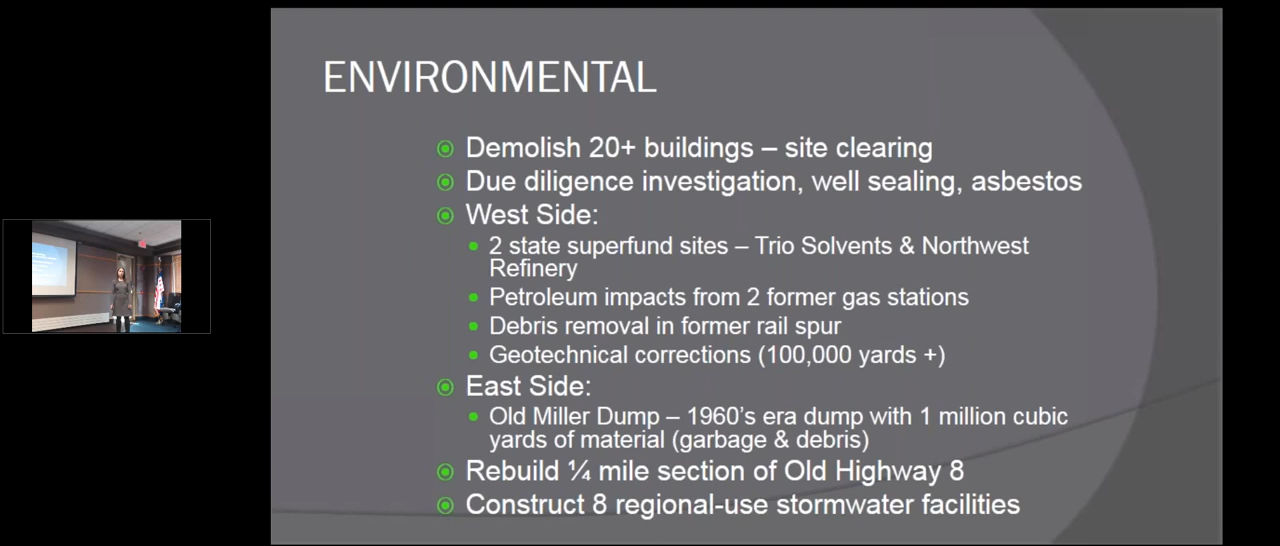 ENVIRONMENTAL
Demolish 20+ buildings – site clearing
Due diligence investigation, well sealing, asbestos
West Side:
2 state superfund sites – Trio Solvents & Northwest
Refinery
Petroleum impacts from 2 former gas stations
Debris removal in former rail spur
Geotechnical corrections (100,000 yards +)
East Side:
Old Miller Dump – 1960's era dump with 1 million cubic
yards of material (garbage & debris)
Rebuild ¼ mile section of Old Highway 8
Construct 8 regional-use stormwater facilities